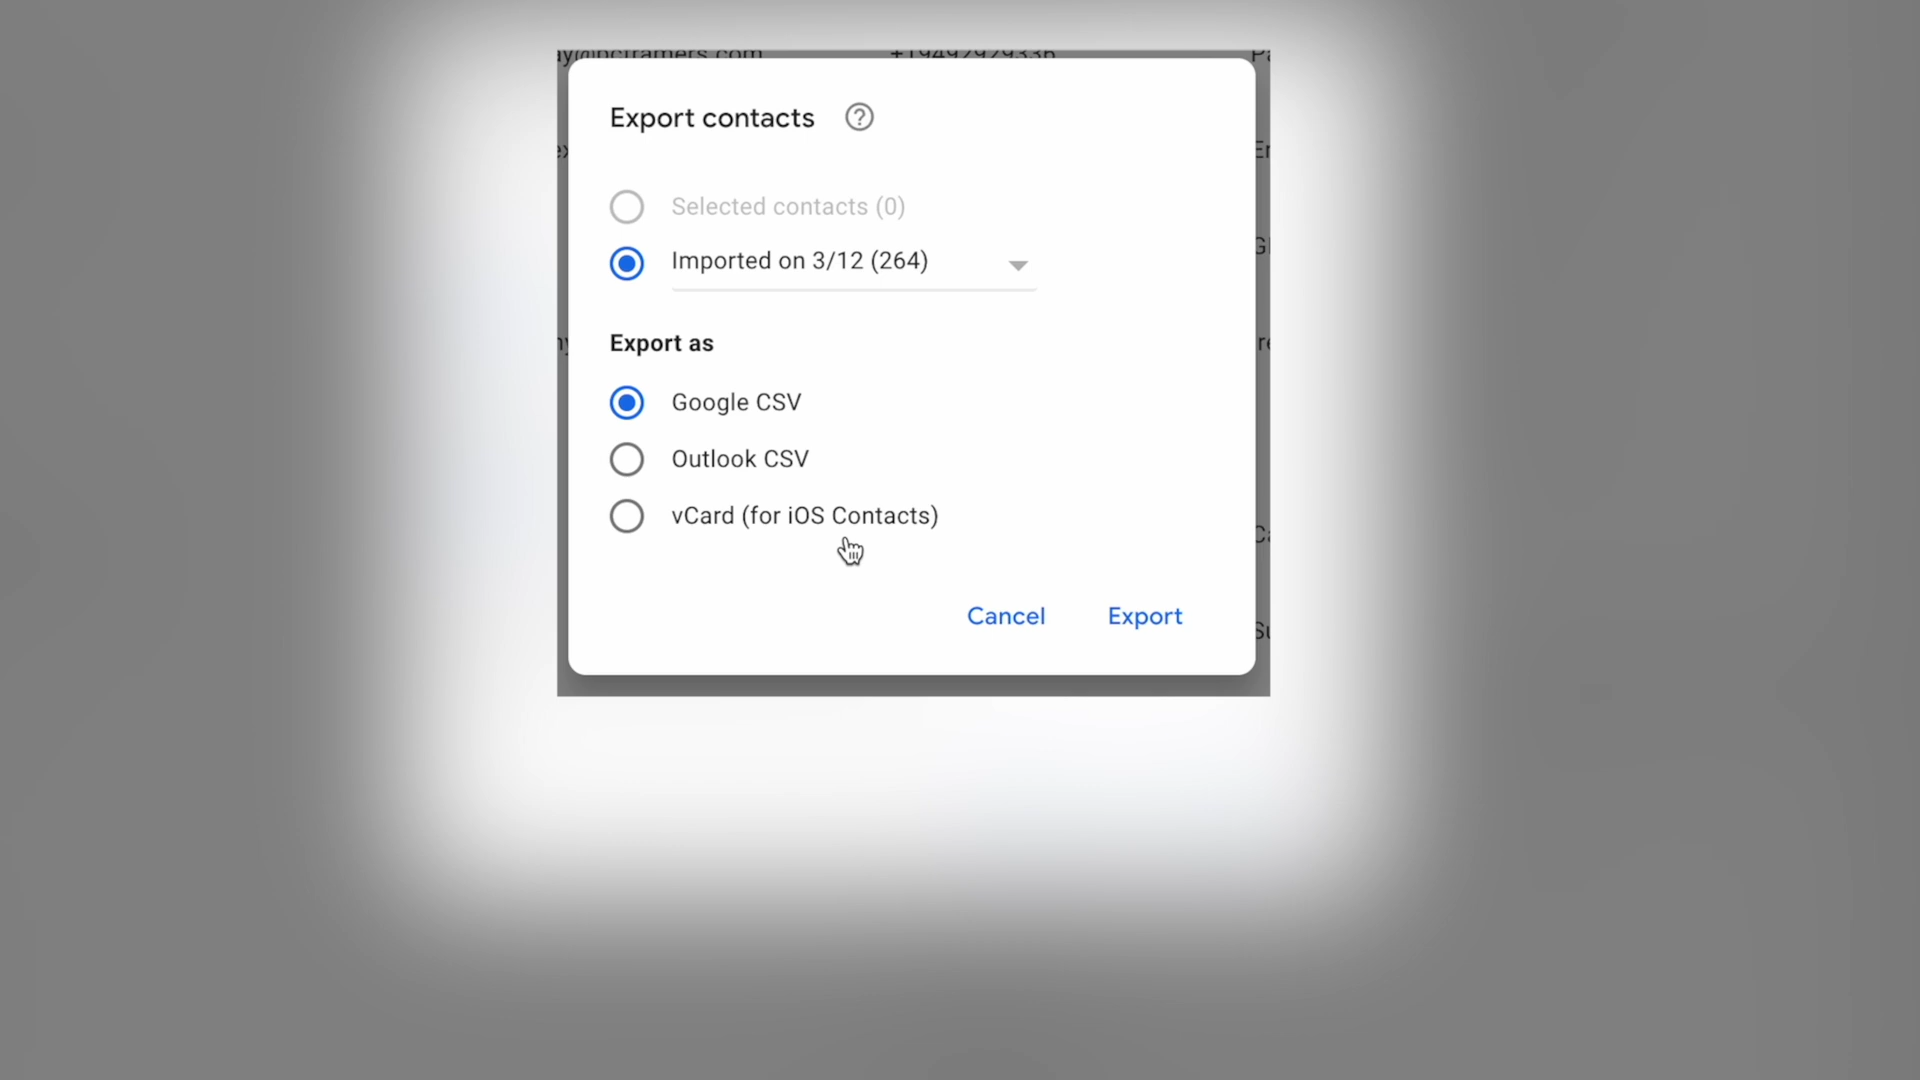 Export contacts
Selected contacts (0)
Imported on 3/12 (264)
Export as
Google CSV
Outlook CSV
vCard (for iOS Contacts)
Cancel Export